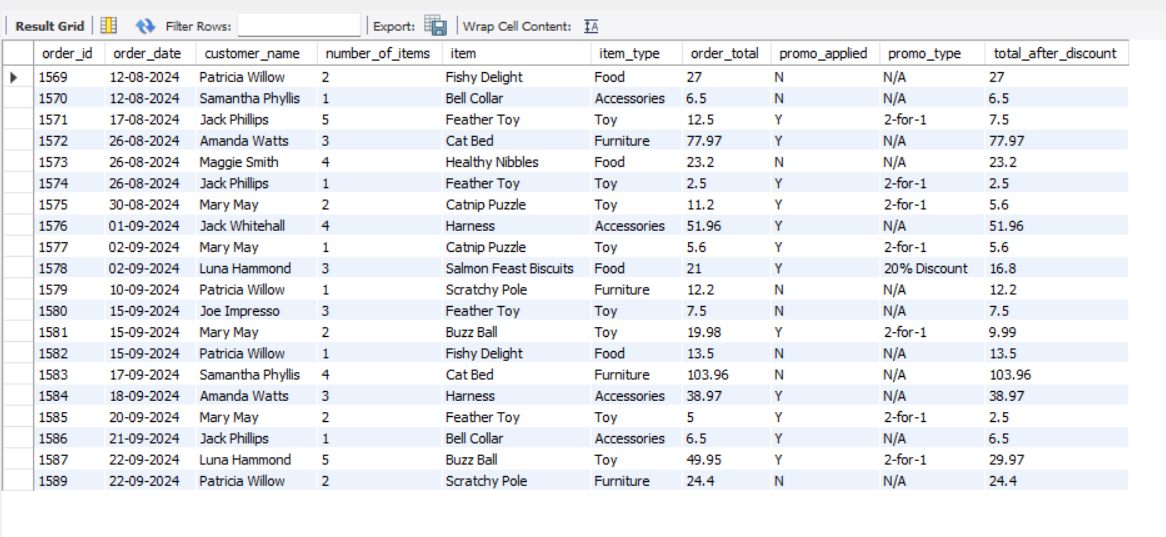 Result Grid Filter Rows: Export: Wrap Cell Content: IA
order_id order_date customer_name number_of_items item item_type order_total promo_applied promo_type total_after_discount
1569 12-08-2024 Patricia Willow 2 Fishy Delight Food 27 N N/A 27
1570 12-08-2024 Samantha Phyllis 1 Bell Collar Accessories 6.5 N N/A 6.5
1571 17-08-2024 Jack Phillips 5 Feather Toy Toy 12.5 Y 2-for-1 7.5
1572 26-08-2024 Amanda Watts 3 Cat Bed Furniture 77.97 Y N/A 77.97
1573 26-08-2024 Maggie Smith 4 Healthy Nibbles Food 23.2 N N/A 23.2
1574 26-08-2024 Jack Phillips 1 Feather Toy Toy 2.5 Y 2-for-1 2.5
1575 30-08-2024 Mary May 2 Catnip Puzzle Toy 11.2 Y 2-for-1 5.6
1576 01-09-2024 Jack Whitehall 4 Harness Accessories 51.96 Y N/A 51.96
1577 02-09-2024 Mary May 1 Catnip Puzzle Toy 5.6 Y 2-for-1 5.6
1578 02-09-2024 Luna Hammond 3 Salmon Feast Biscuits Food 21 Y 20% Discount 16.8
1579 10-09-2024 Patricia Willow 1 Scratchy Pole Furniture 12.2 N N/A 12.2
1580 15-09-2024 Joe Impresso 3 Feather Toy Toy 7.5 N N/A 7.5
1581 15-09-2024 Mary May 2 Buzz Ball Toy 19.98 Y 2-for-1 9.99
1582 15-09-2024 Patricia Willow 1 Fishy Delight Food 13.5 N N/A 13.5
1583 17-09-2024 Samantha Phyllis 4 Cat Bed Furniture 103.96 N N/A 103.96
1584 18-09-2024 Amanda Watts 3 Harness Accessories 38.97 Y N/A 38.97
1585 20-09-2024 Mary May 2 Feather Toy Toy 5 Y 2-for-1 2.5
1586 21-09-2024 Jack Phillips 1 Bell Collar Accessories 6.5 Y N/A 6.5
1587 22-09-2024 Luna Hammond 5 Buzz Ball Toy 49.95 Y 2-for-1 29.97
1589 22-09-2024 Patricia Willow 2 Scratchy Pole Furniture 24.4 N N/A 24.4